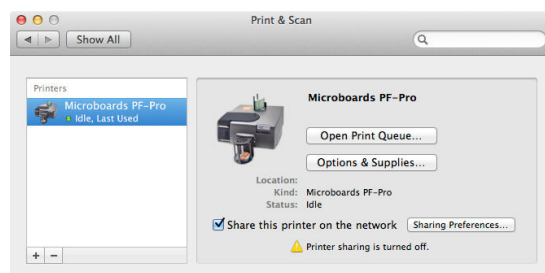 Print & Scan
Show All
Printers
Microboards PF-Pro
Idle, Last Used
Microboards PF-Pro
Open Print Queue...
Options & Supplies...
Location:
Kind: Microboards PF-Pro
Status: Idle
Share this printer on the network Sharing Preferences...
Printer sharing is turned off.
+ −